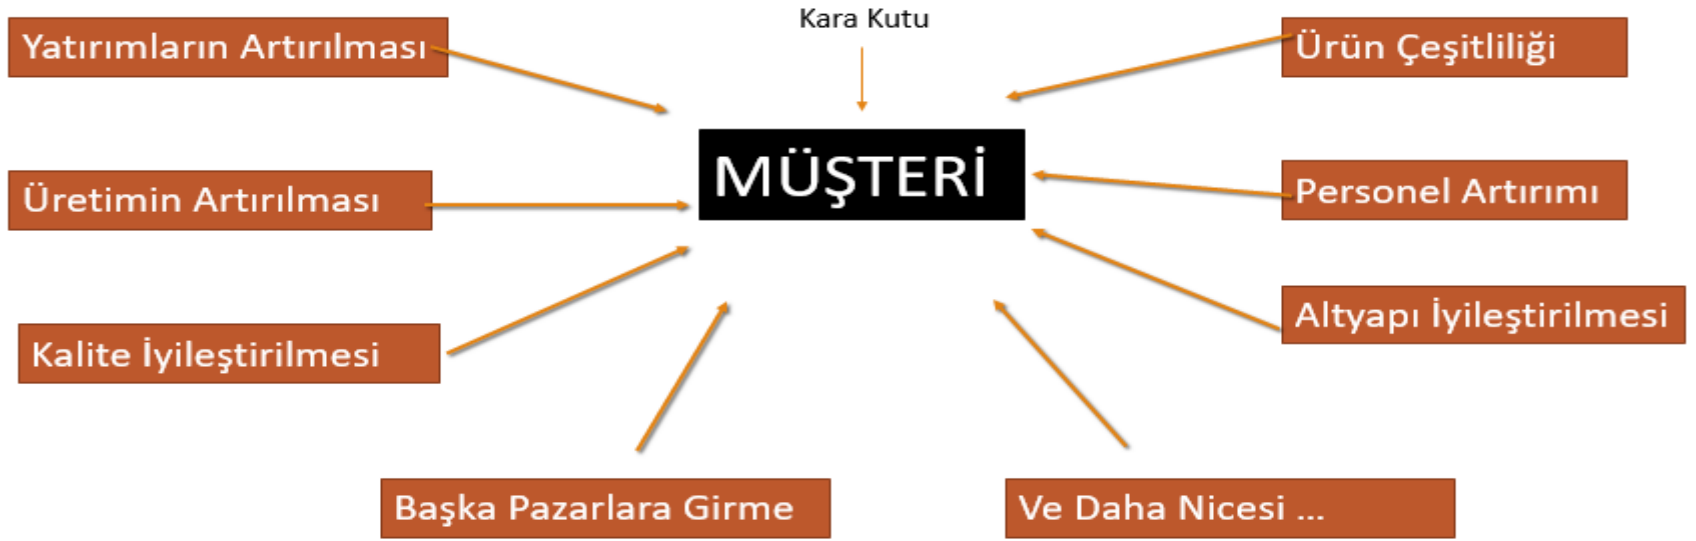 Kara Kutu
Yatırımların Artırılması
Ürün Çeşitliliği
MÜŞTERİ
Üretimin Artırılması
Personel Artırımı
Altyapı İyileştirilmesi
Kalite İyileştirilmesi
Başka Pazarlara Girme
Ve Daha Nicesi ...